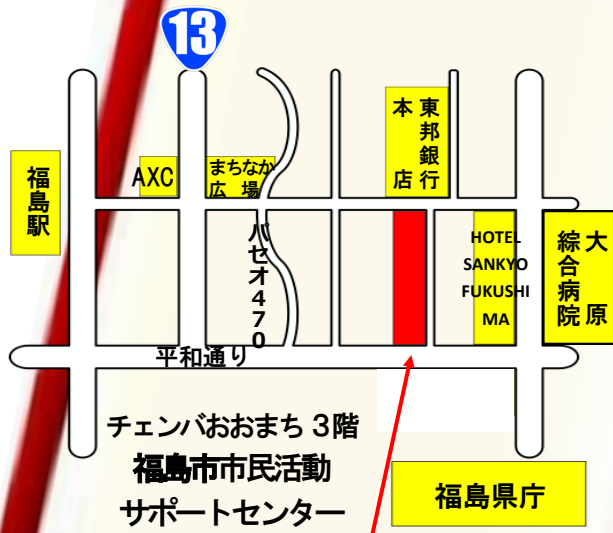 13
東邦銀行
本店
福島駅
AXC
まちなか
広場
HOTEL
SANKYO
FUKUSHI
MA
大原
綜合病院
パセオ470
平和通り
チェンバおおまち 3階
福島市市民活動
サポートセンター
福島県庁